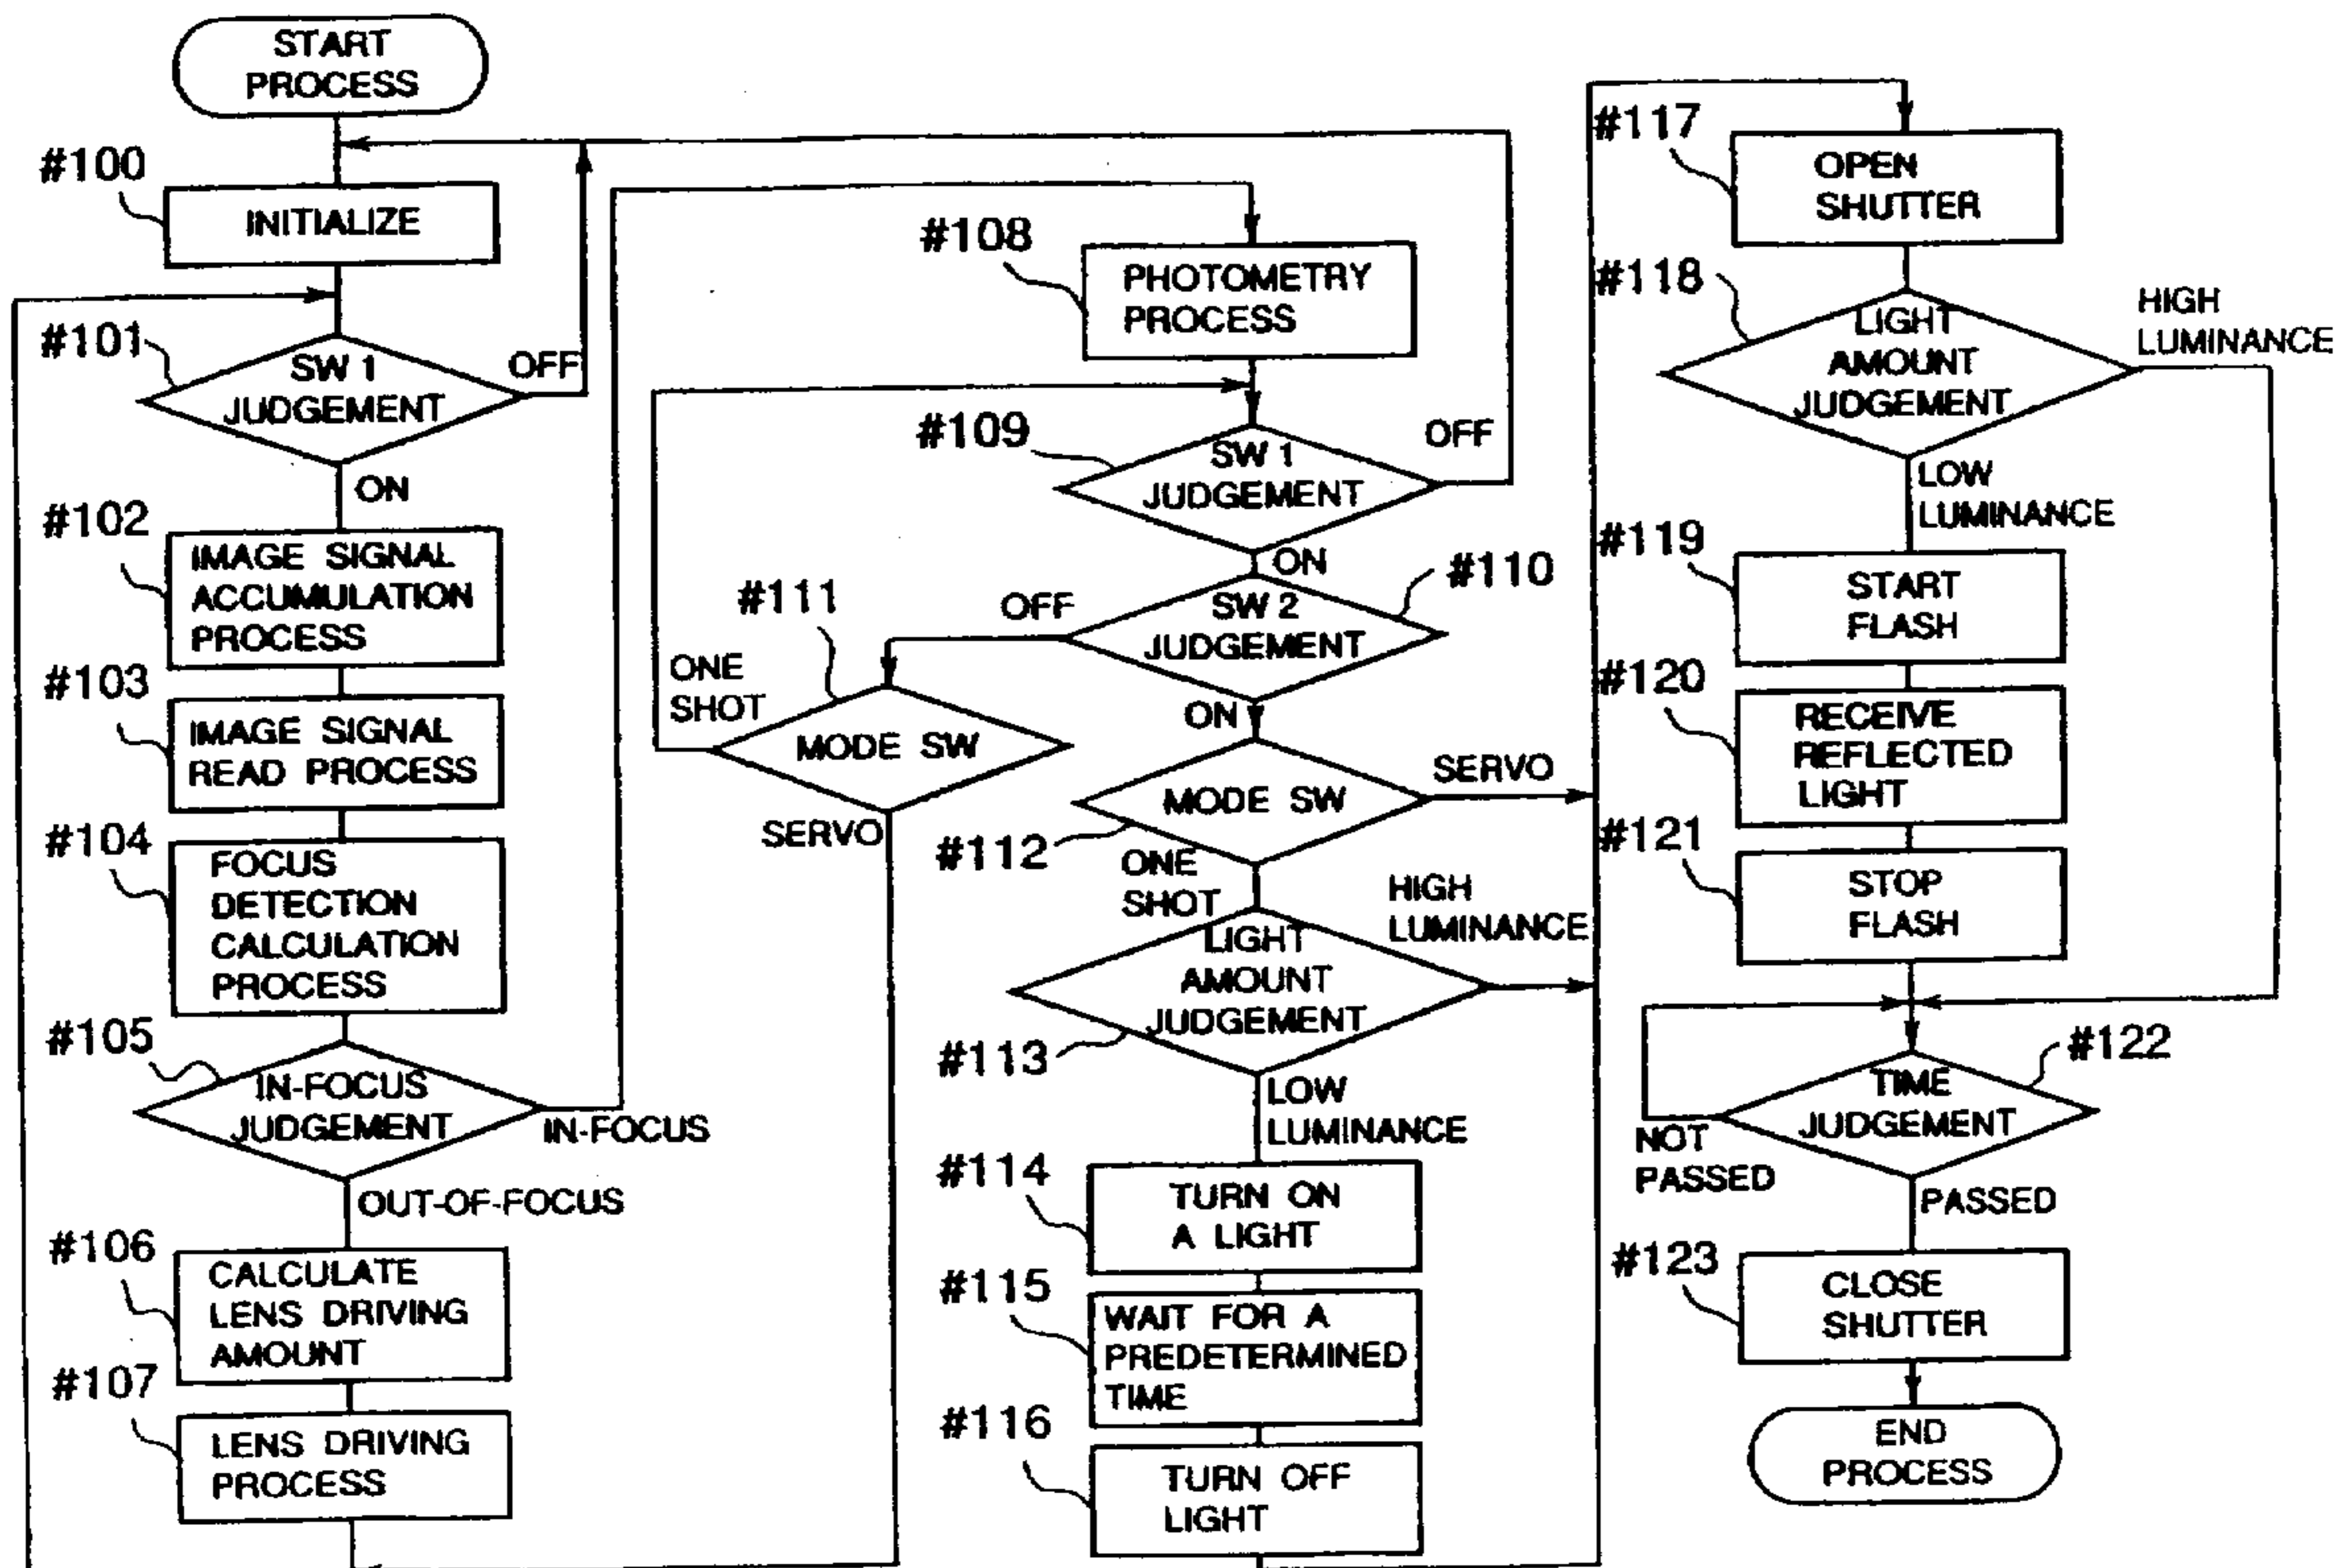 START
PROCESS
#100
INITIALIZE
#101
SW 1
JUDGEMENT
OFF
ON
#102
IMAGE SIGNAL
ACCUMULATION
PROCESS
#103
IMAGE SIGNAL
READ PROCESS
#104
FOCUS
DETECTION
CALCULATION
PROCESS
#105
IN-FOCUS
JUDGEMENT
IN-FOCUS
OUT-OF-FOCUS
#106
CALCULATE
LENS DRIVING
AMOUNT
#107
LENS DRIVING
PROCESS
#108
PHOTOMETRY
PROCESS
#109
SW 1
JUDGEMENT
OFF
ON
#110
SW 2
JUDGEMENT
OFF
ON
#111
MODE SW
ONE
SHOT
SERVO
#112
MODE SW
SERVO
ONE
SHOT
#113
LIGHT
AMOUNT
JUDGEMENT
HIGH
LUMINANCE
LOW
LUMINANCE
#114
TURN ON
A LIGHT
#115
WAIT FOR A
PREDETERMINED
TIME
#116
TURN OFF
LIGHT
#117
OPEN
SHUTTER
#118
LIGHT
AMOUNT
JUDGEMENT
HIGH
LUMINANCE
LOW
LUMINANCE
#119
START
FLASH
#120
RECEIVE
REFLECTED
LIGHT
#121
STOP
FLASH
#122
TIME
JUDGEMENT
NOT
PASSED
PASSED
#123
CLOSE
SHUTTER
END
PROCESS